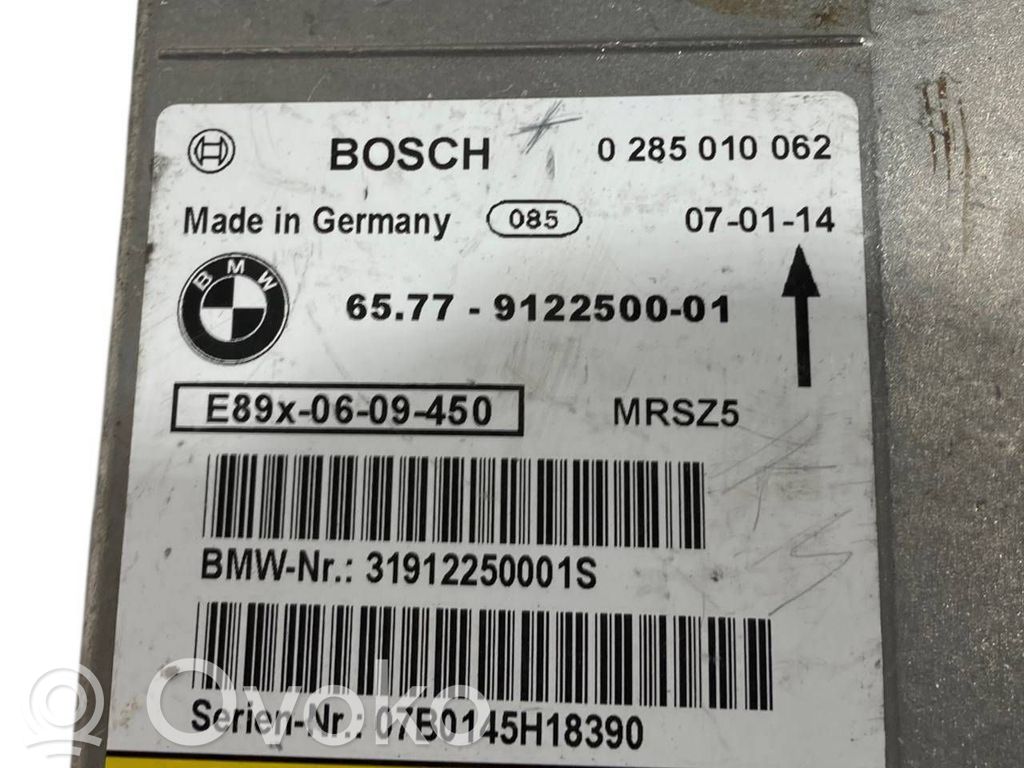 BOSCH 0 285 010 062
Made in Germany 085 07-01-14
BMW
65.77 - 9122500-01
E89x-06-09-450 MRSZ5
BMW-Nr.: 31912250001S
Serien-Nr.: 07B0145H18390
Ovoko